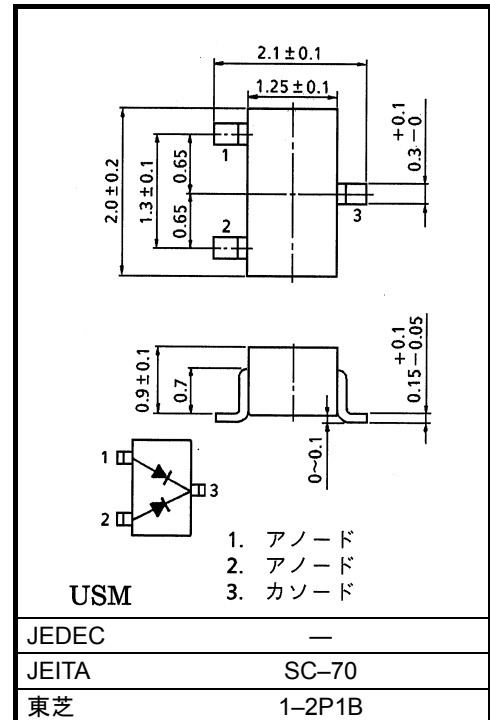 2.1±0.1
1.25±0.1
+0.1
0.3−0
2.0±0.2
1.3±0.1
0.65
0.65
1
2
3
0.9±0.1
0.7
+0.1
0.15−0.05
0~0.1
1
2
3
1. アノード
2. アノード
3. カソード
USM
JEDEC —
JEITA SC–70
東芝 1–2P1B